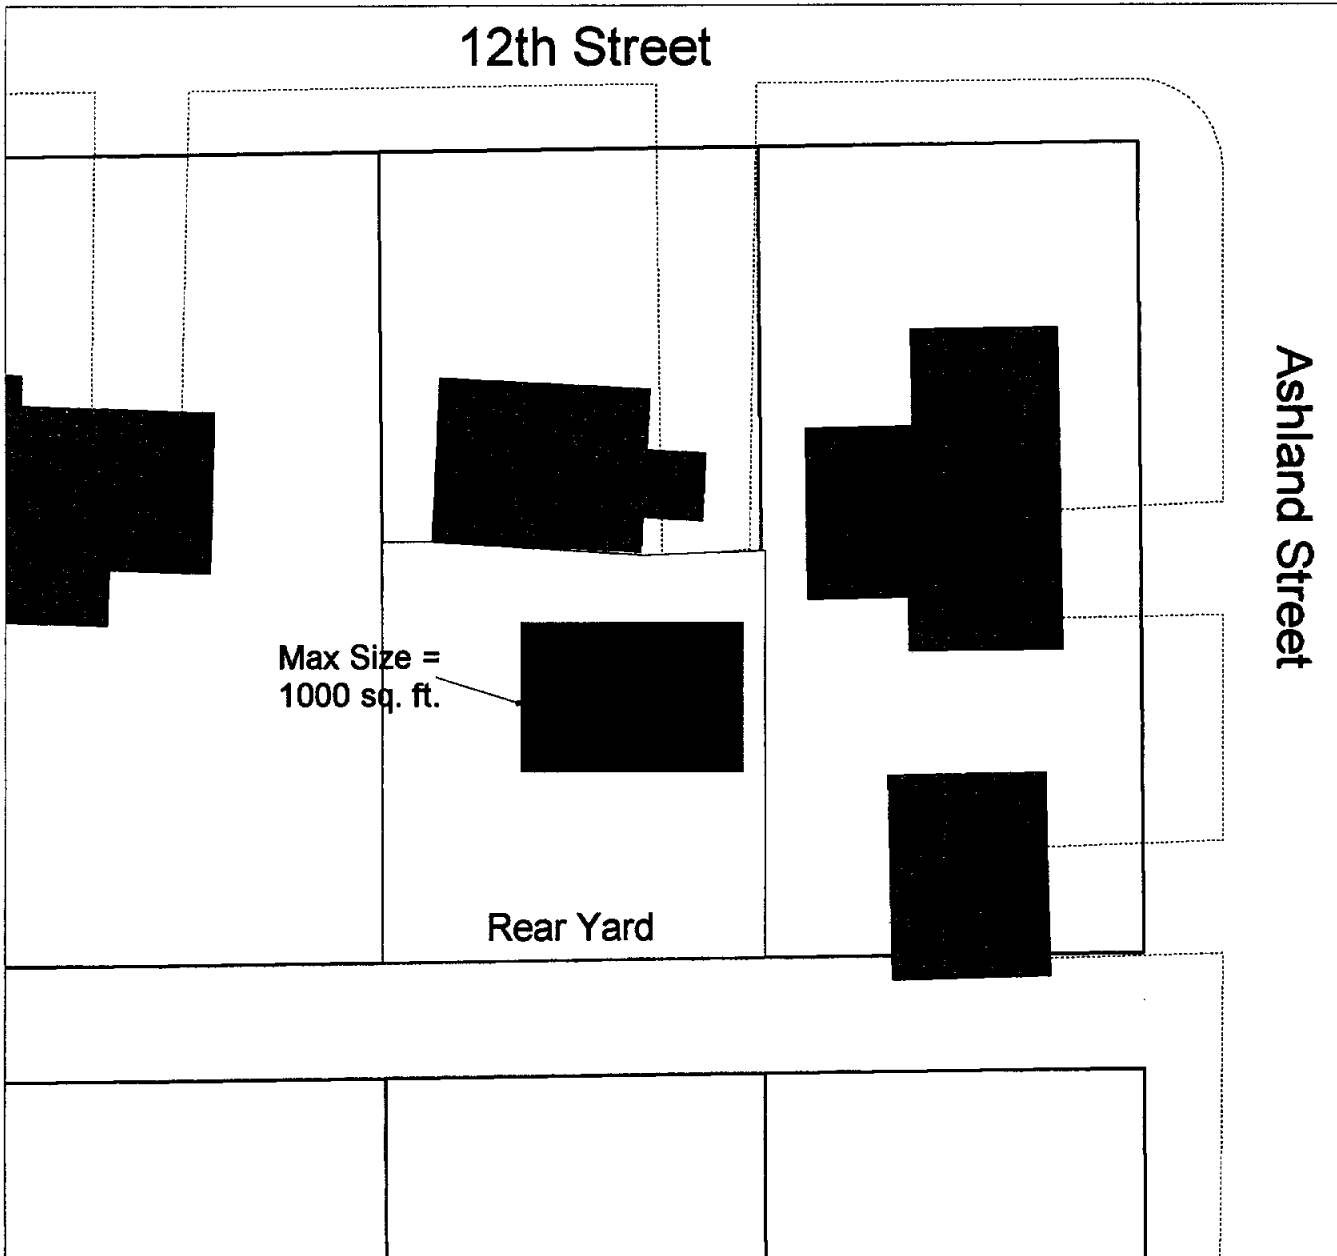 12th Street
Ashland Street
Max Size =
1000 sq. ft.
Rear Yard